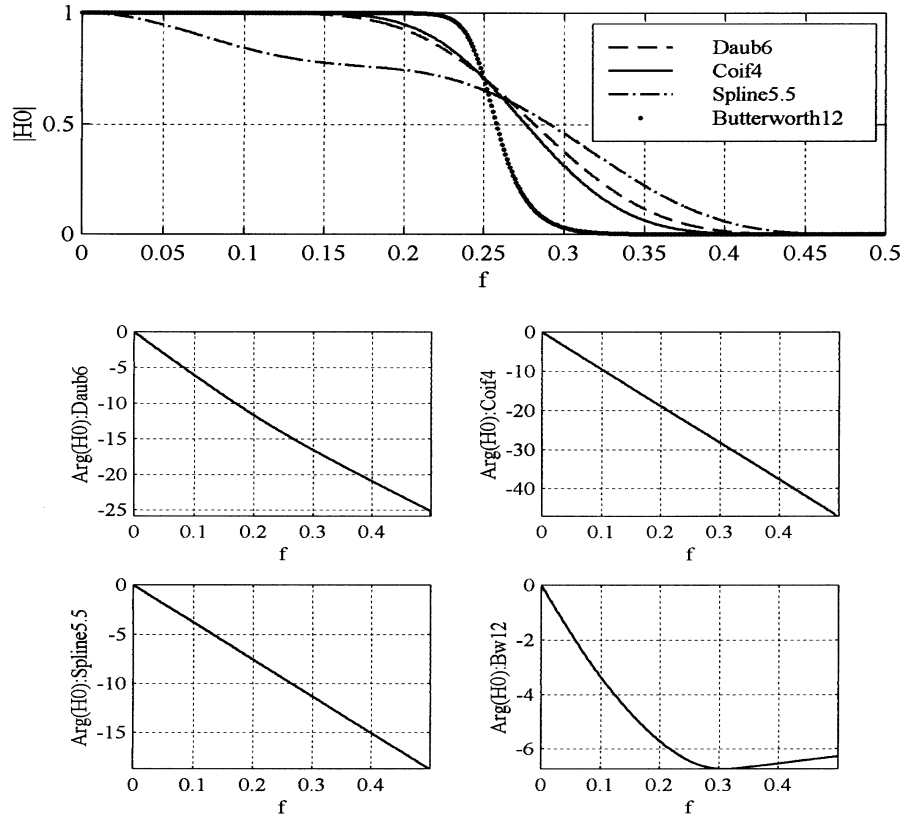 1
0.5
0
|H0|
Daub6
Coif4
Spline5.5
Butterworth12
0 0.05 0.1 0.15 0.2 0.25 0.3 0.35 0.4 0.45 0.5
f
0
-5
-10
-15
-20
-25
Arg(H0):Daub6
0 0.1 0.2 0.3 0.4
f
0
-10
-20
-30
-40
Arg(H0):Coif4
0 0.1 0.2 0.3 0.4
f
0
-5
-10
-15
Arg(H0):Spline5.5
0 0.1 0.2 0.3 0.4
f
0
-2
-4
-6
Arg(H0):Bw12
0 0.1 0.2 0.3 0.4
f